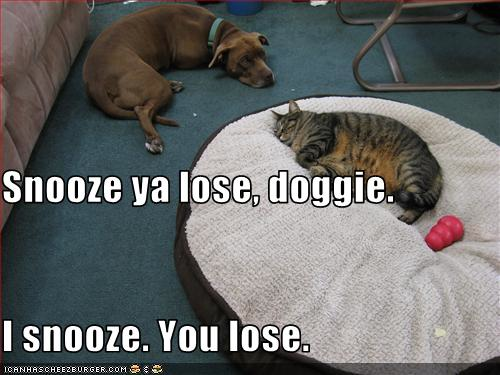 Snooze ya lose, doggie.
I snooze. You lose.
ICANHASCHEEZBURGER.COM